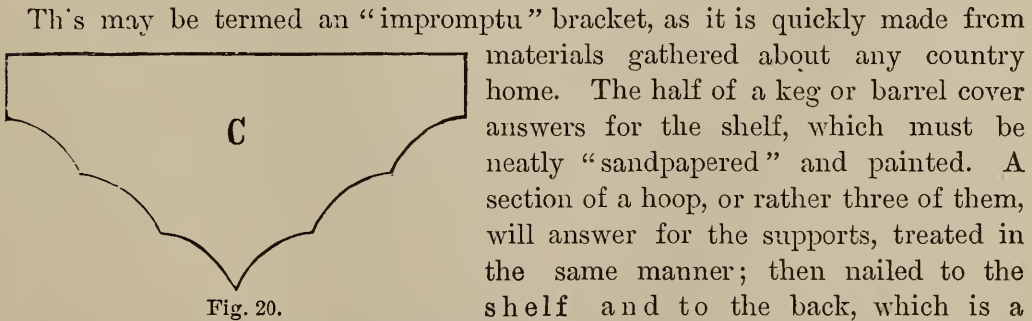 Th's may be termed an “impromptu” bracket, as it is quickly made from
materials gathered about any country
home. The half of a keg or barrel cover
answers for the shelf, which must be
neatly “sandpapered” and painted. A
section of a hoop, or rather three of them,
will answer for the supports, treated in
the same manner; then nailed to the
shelf and to the back, which is a
C
Fig. 20.